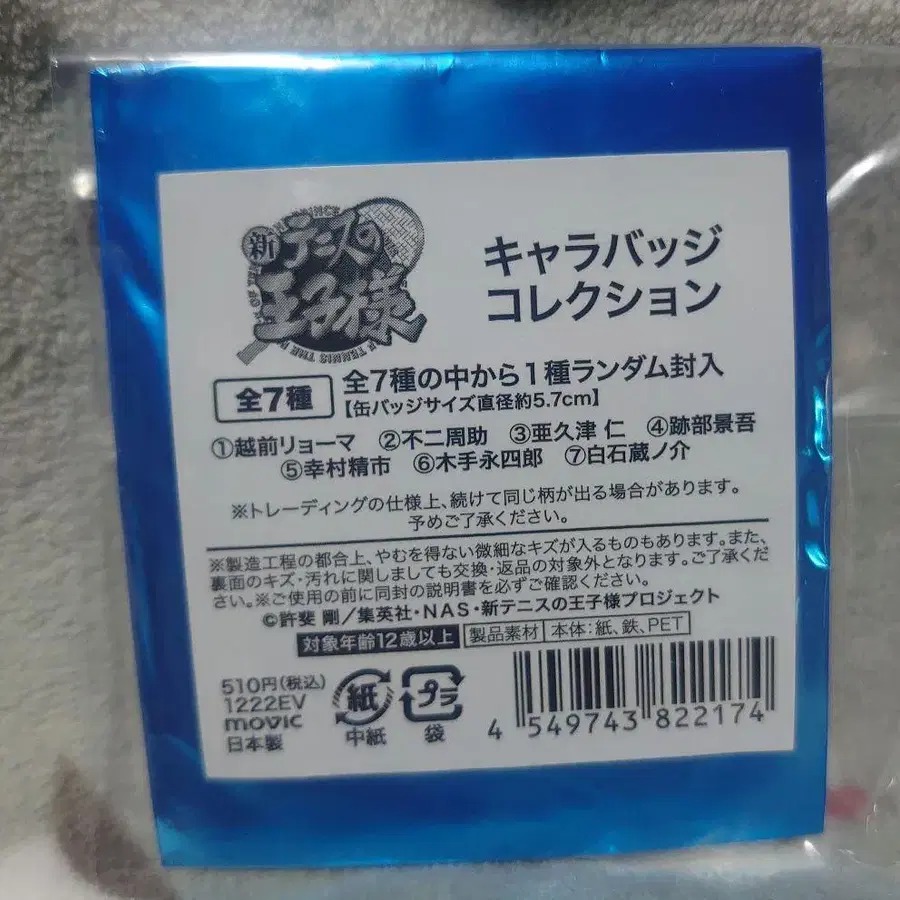 新テニスの
王子様
キャラバッジ
コレクション
全7種
全7種の中から1種ランダム封入
【缶バッジサイズ直径約5.7cm】
①越前リョーマ ②不二周助 ③亜久津 仁 ④跡部景吾
⑤幸村精市 ⑥木手永四郎 ⑦白石蔵ノ介
※トレーディングの仕様上、続けて同じ柄が出る場合があります。
予めご了承ください。
※製造工程の都合上、やむを得ない微細なキズが入るものもあります。また、
裏面のキズ・汚れに関しましても交換・返品の対象外となります。ご了承くだ
さい。※ご使用の前に同封の説明書を必ずご確認ください。
©許斐 剛／集英社・NAS・新テニスの王子様プロジェクト
対象年齢12歳以上 製品素材 本体：紙、鉄、PET
510円(税込)
1222EV
movic
日本製
紙
中紙
プラ
袋
4 549743 822174